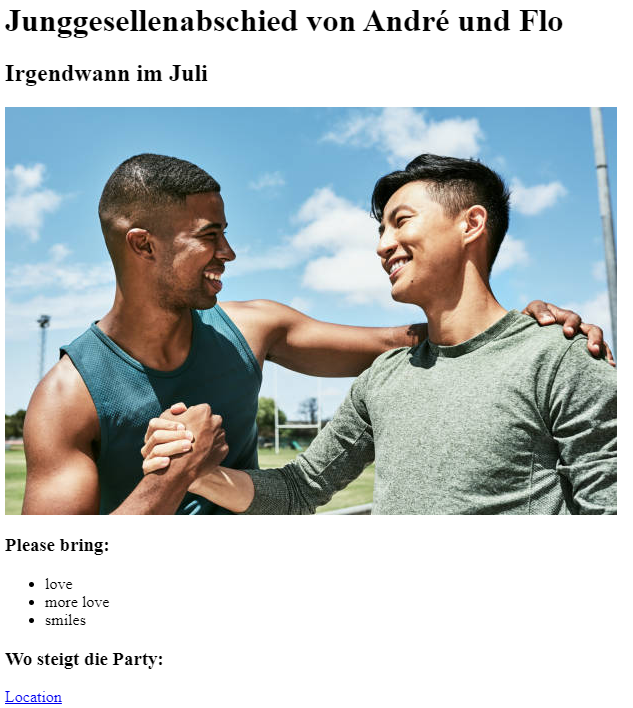 Junggesellenabschied von André und Flo
Irgendwann im Juli
Please bring:
love
more love
smiles
Wo steigt die Party:
Location